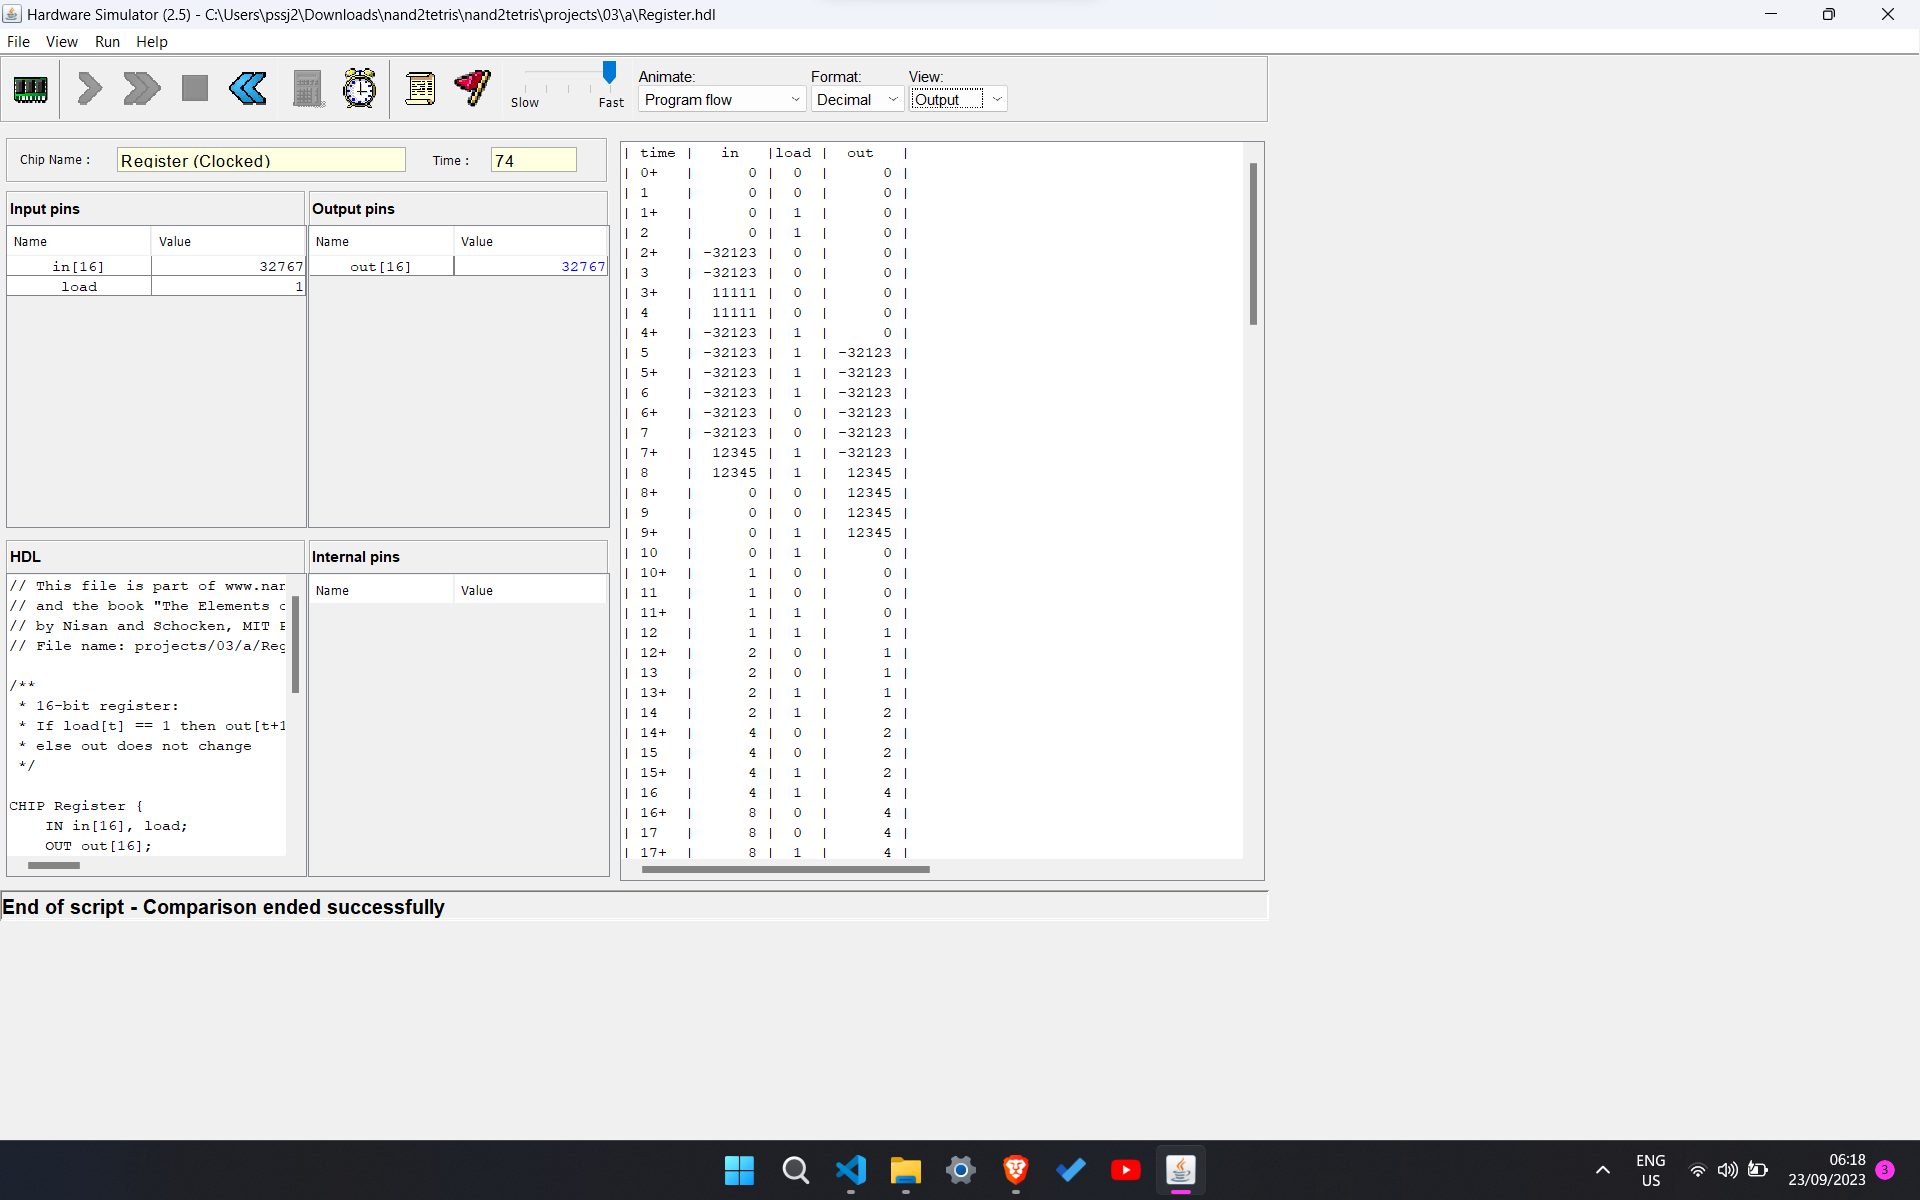 Hardware Simulator (2.5) - C:\Users\pssj2\Downloads\nand2tetris\nand2tetris\projects\03\a\Register.hdl
File View Run Help
Slow Fast
Animate: Format: View:
Program flow Decimal Output
Chip Name : Register (Clocked) Time : 74
Input pins
Name Value
in[16] 32767
load 1
Output pins
Name Value
out[16] 32767
HDL
// This file is part of www.nan
// and the book "The Elements o
// by Nisan and Schocken, MIT P
// File name: projects/03/a/Reg
/**
* 16-bit register:
* If load[t] == 1 then out[t+1
* else out does not change
*/
CHIP Register {
IN in[16], load;
OUT out[16];
Internal pins
Name Value
| time | in |load | out |
| 0+ | 0 | 0 | 0 |
| 1 | 0 | 0 | 0 |
| 1+ | 0 | 1 | 0 |
| 2 | 0 | 1 | 0 |
| 2+ | -32123 | 0 | 0 |
| 3 | -32123 | 0 | 0 |
| 3+ | 11111 | 0 | 0 |
| 4 | 11111 | 0 | 0 |
| 4+ | -32123 | 1 | 0 |
| 5 | -32123 | 1 | -32123 |
| 5+ | -32123 | 1 | -32123 |
| 6 | -32123 | 1 | -32123 |
| 6+ | -32123 | 0 | -32123 |
| 7 | -32123 | 0 | -32123 |
| 7+ | 12345 | 1 | -32123 |
| 8 | 12345 | 1 | 12345 |
| 8+ | 0 | 0 | 12345 |
| 9 | 0 | 0 | 12345 |
| 9+ | 0 | 1 | 12345 |
| 10 | 0 | 1 | 0 |
| 10+ | 1 | 0 | 0 |
| 11 | 1 | 0 | 0 |
| 11+ | 1 | 1 | 0 |
| 12 | 1 | 1 | 1 |
| 12+ | 2 | 0 | 1 |
| 13 | 2 | 0 | 1 |
| 13+ | 2 | 1 | 1 |
| 14 | 2 | 1 | 2 |
| 14+ | 4 | 0 | 2 |
| 15 | 4 | 0 | 2 |
| 15+ | 4 | 1 | 2 |
| 16 | 4 | 1 | 4 |
| 16+ | 8 | 0 | 4 |
| 17 | 8 | 0 | 4 |
| 17+ | 8 | 1 | 4 |
End of script - Comparison ended successfully
ENG
US
06:18
23/09/2023
3